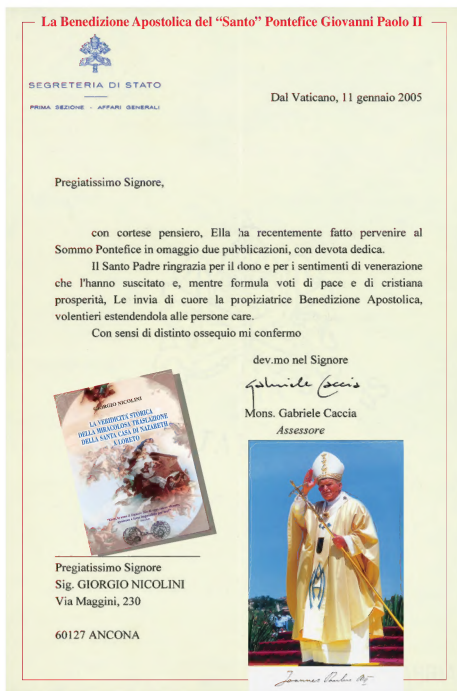 La Benedizione Apostolica del “Santo” Pontefice Giovanni Paolo II
SEGRETERIA DI STATO
PRIMA SEZIONE - AFFARI GENERALI
Dal Vaticano, 11 gennaio 2005
Pregiatissimo Signore,
con cortese pensiero, Ella ha recentemente fatto pervenire al
Sommo Pontefice in omaggio due pubblicazioni, con devota dedica.
Il Santo Padre ringrazia per il dono e per i sentimenti di venerazione
che l'hanno suscitato e, mentre formula voti di pace e di cristiana
prosperità, Le invia di cuore la propiziatrice Benedizione Apostolica,
volentieri estendendola alle persone care.
Con sensi di distinto ossequio mi confermo
dev.mo nel Signore
Gabriele Caccia
Mons. Gabriele Caccia
Assessore
GIORGIO NICOLINI
LA VERIDICITÀ STORICA
DELLA MIRACOLOSA TRASLAZIONE
DELLA SANTA CASA DI NAZARETH
A LORETO
Pregiatissimo Signore
Sig. GIORGIO NICOLINI
Via Maggini, 230
60127 ANCONA
Joannes Paulus II